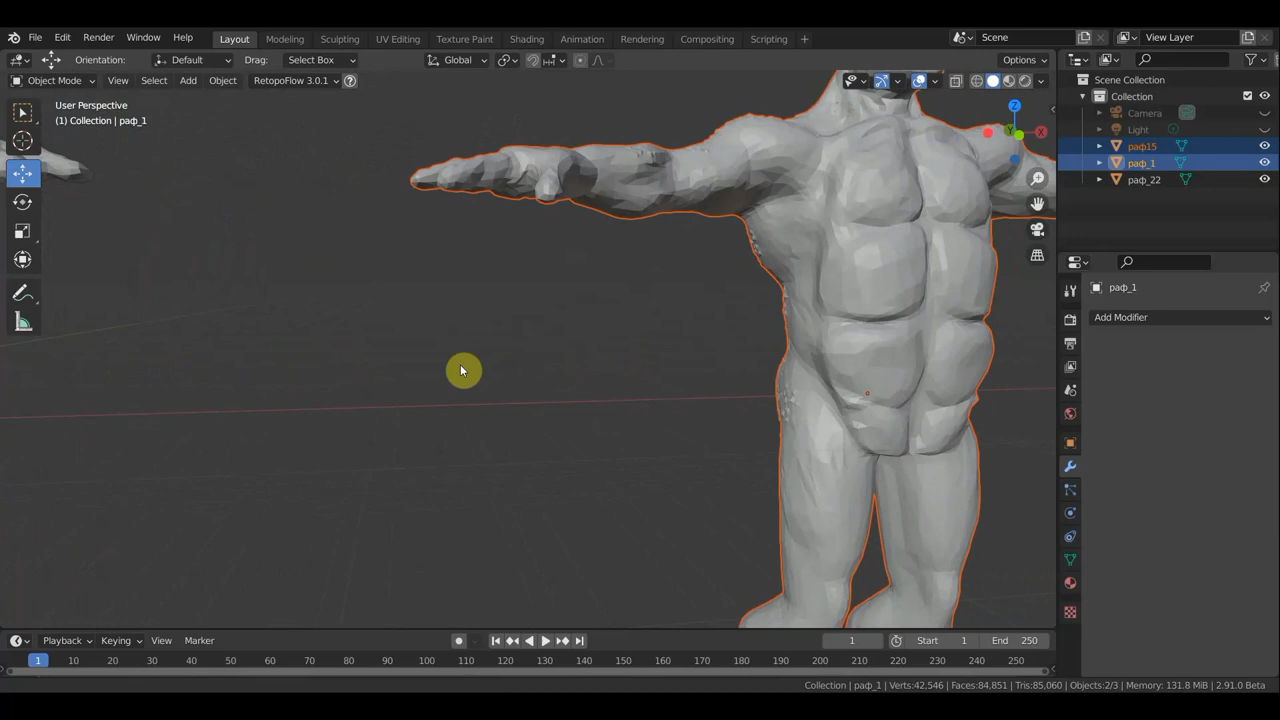 File Edit Render Window Help Layout Modeling Sculpting UV Editing Texture Paint Shading Animation Rendering Compositing Scripting + Scene View Layer
Orientation: Default Drag: Select Box Global Options
Object Mode View Select Add Object RetopoFlow 3.0.1 ?
User Perspective
(1) Collection | раф_1
Z
Y
X
Scene Collection
Collection
Camera
Light
раф15
раф_1
раф_22
раф_1
Add Modifier
Playback Keying View Marker 1 Start 1 End 250
1 10 20 30 40 50 60 70 80 90 100 110 120 130 140 150 160 170 180 190 200 210 220 230 240 250
Collection | раф_1 | Verts:42,546 | Faces:84,851 | Tris:85,060 | Objects:2/3 | Memory: 131.8 MiB | 2.91.0 Beta